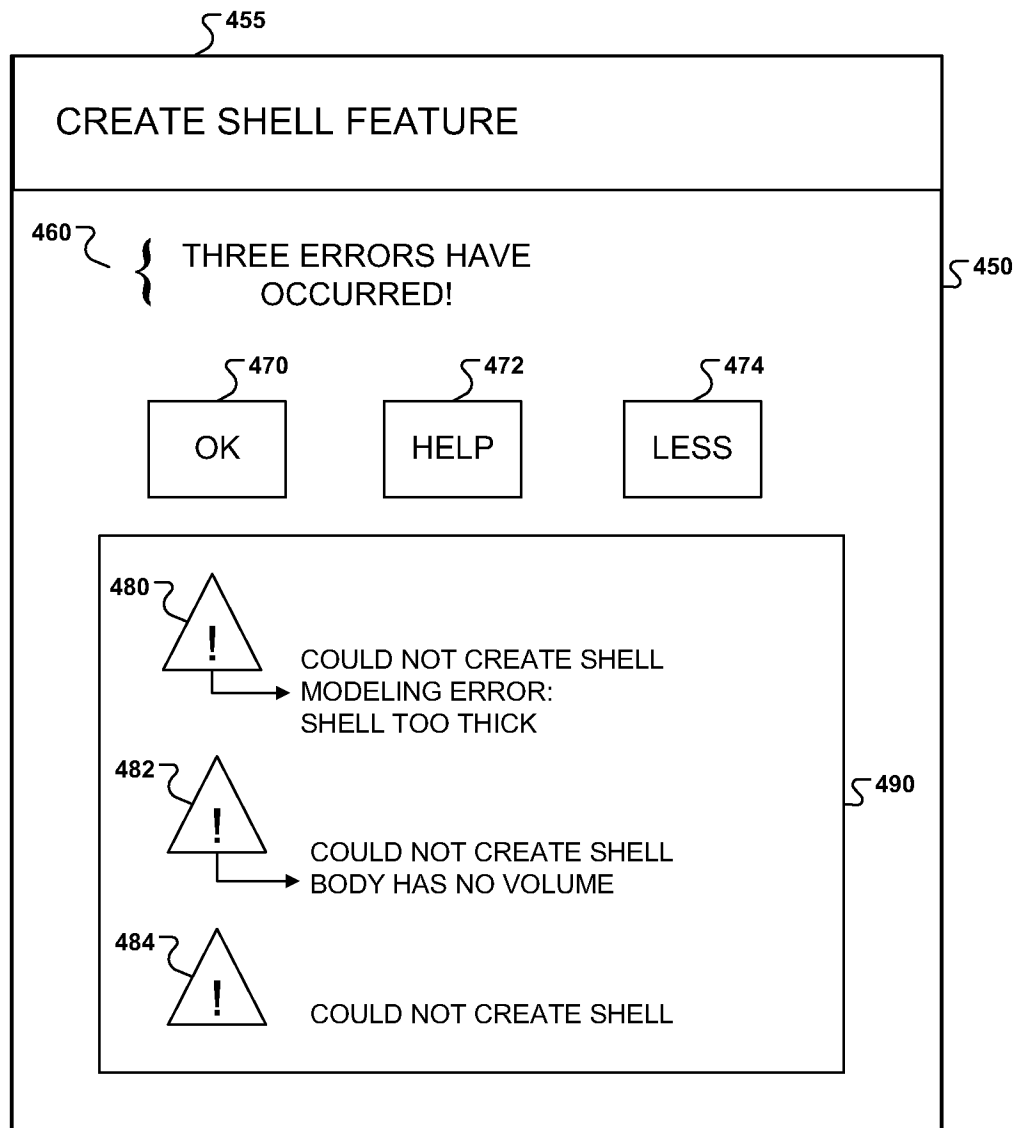 455
CREATE SHELL FEATURE
460
{ THREE ERRORS HAVE
OCCURRED!
450
470
472
474
OK
HELP
LESS
480
!
COULD NOT CREATE SHELL
MODELING ERROR:
SHELL TOO THICK
482
!
490
COULD NOT CREATE SHELL
BODY HAS NO VOLUME
484
!
COULD NOT CREATE SHELL